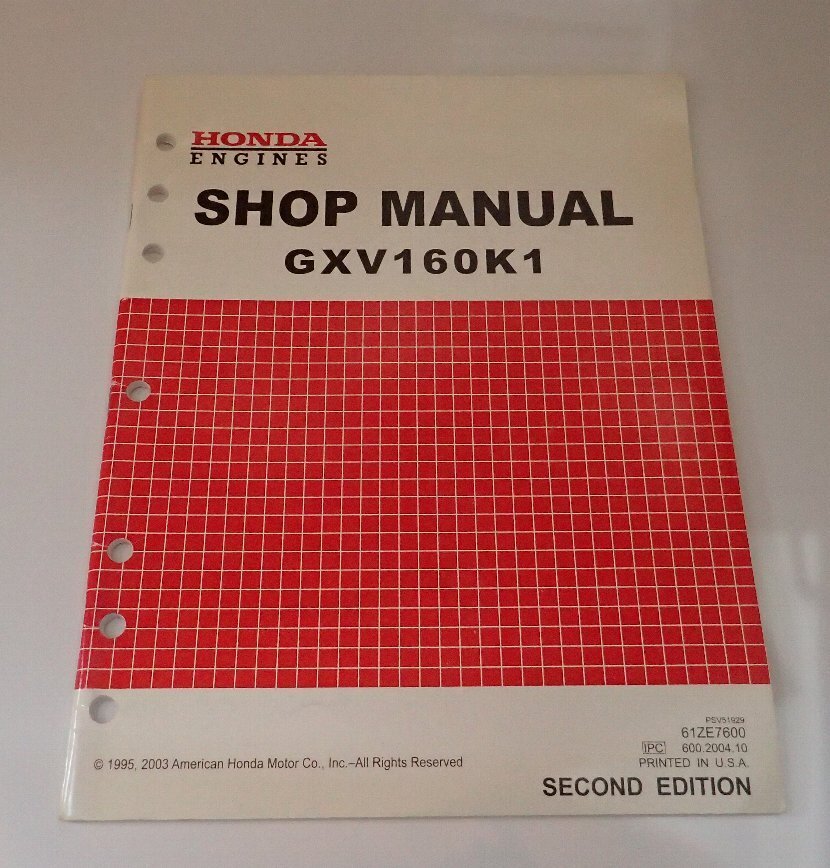 HONDA
ENGINES
SHOP MANUAL
GXV160K1
PSV51929
61ZE7600
IPC 600.2004.10
© 1995, 2003 American Honda Motor Co., Inc.–All Rights Reserved
PRINTED IN U.S.A.
SECOND EDITION